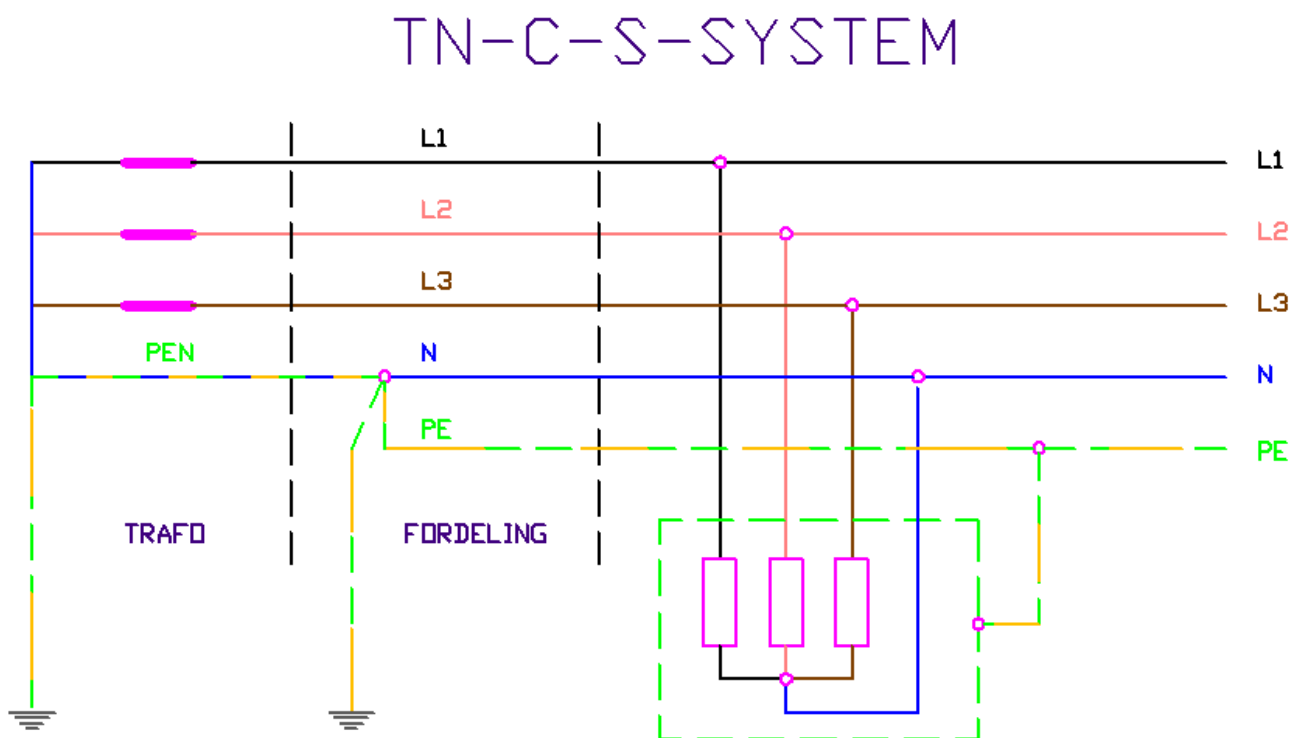 TN-C-S-SYSTEM
L1
L1
L2
L2
L3
L3
PEN
N
N
PE
PE
TRAFO
FORDELING